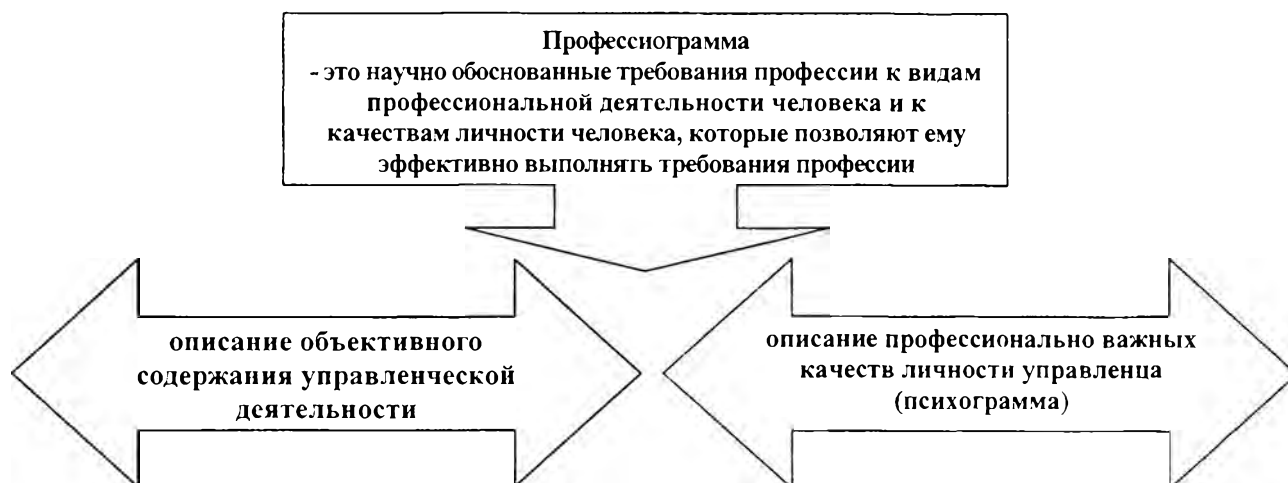 Профессиограмма
- это научно обоснованные требования профессии к видам
профессиональной деятельности человека и к
качествам личности человека, которые позволяют ему
эффективно выполнять требования профессии
описание объективного
содержания управленческой
деятельности
описание профессионально важных
качеств личности управленца
(психограмма)